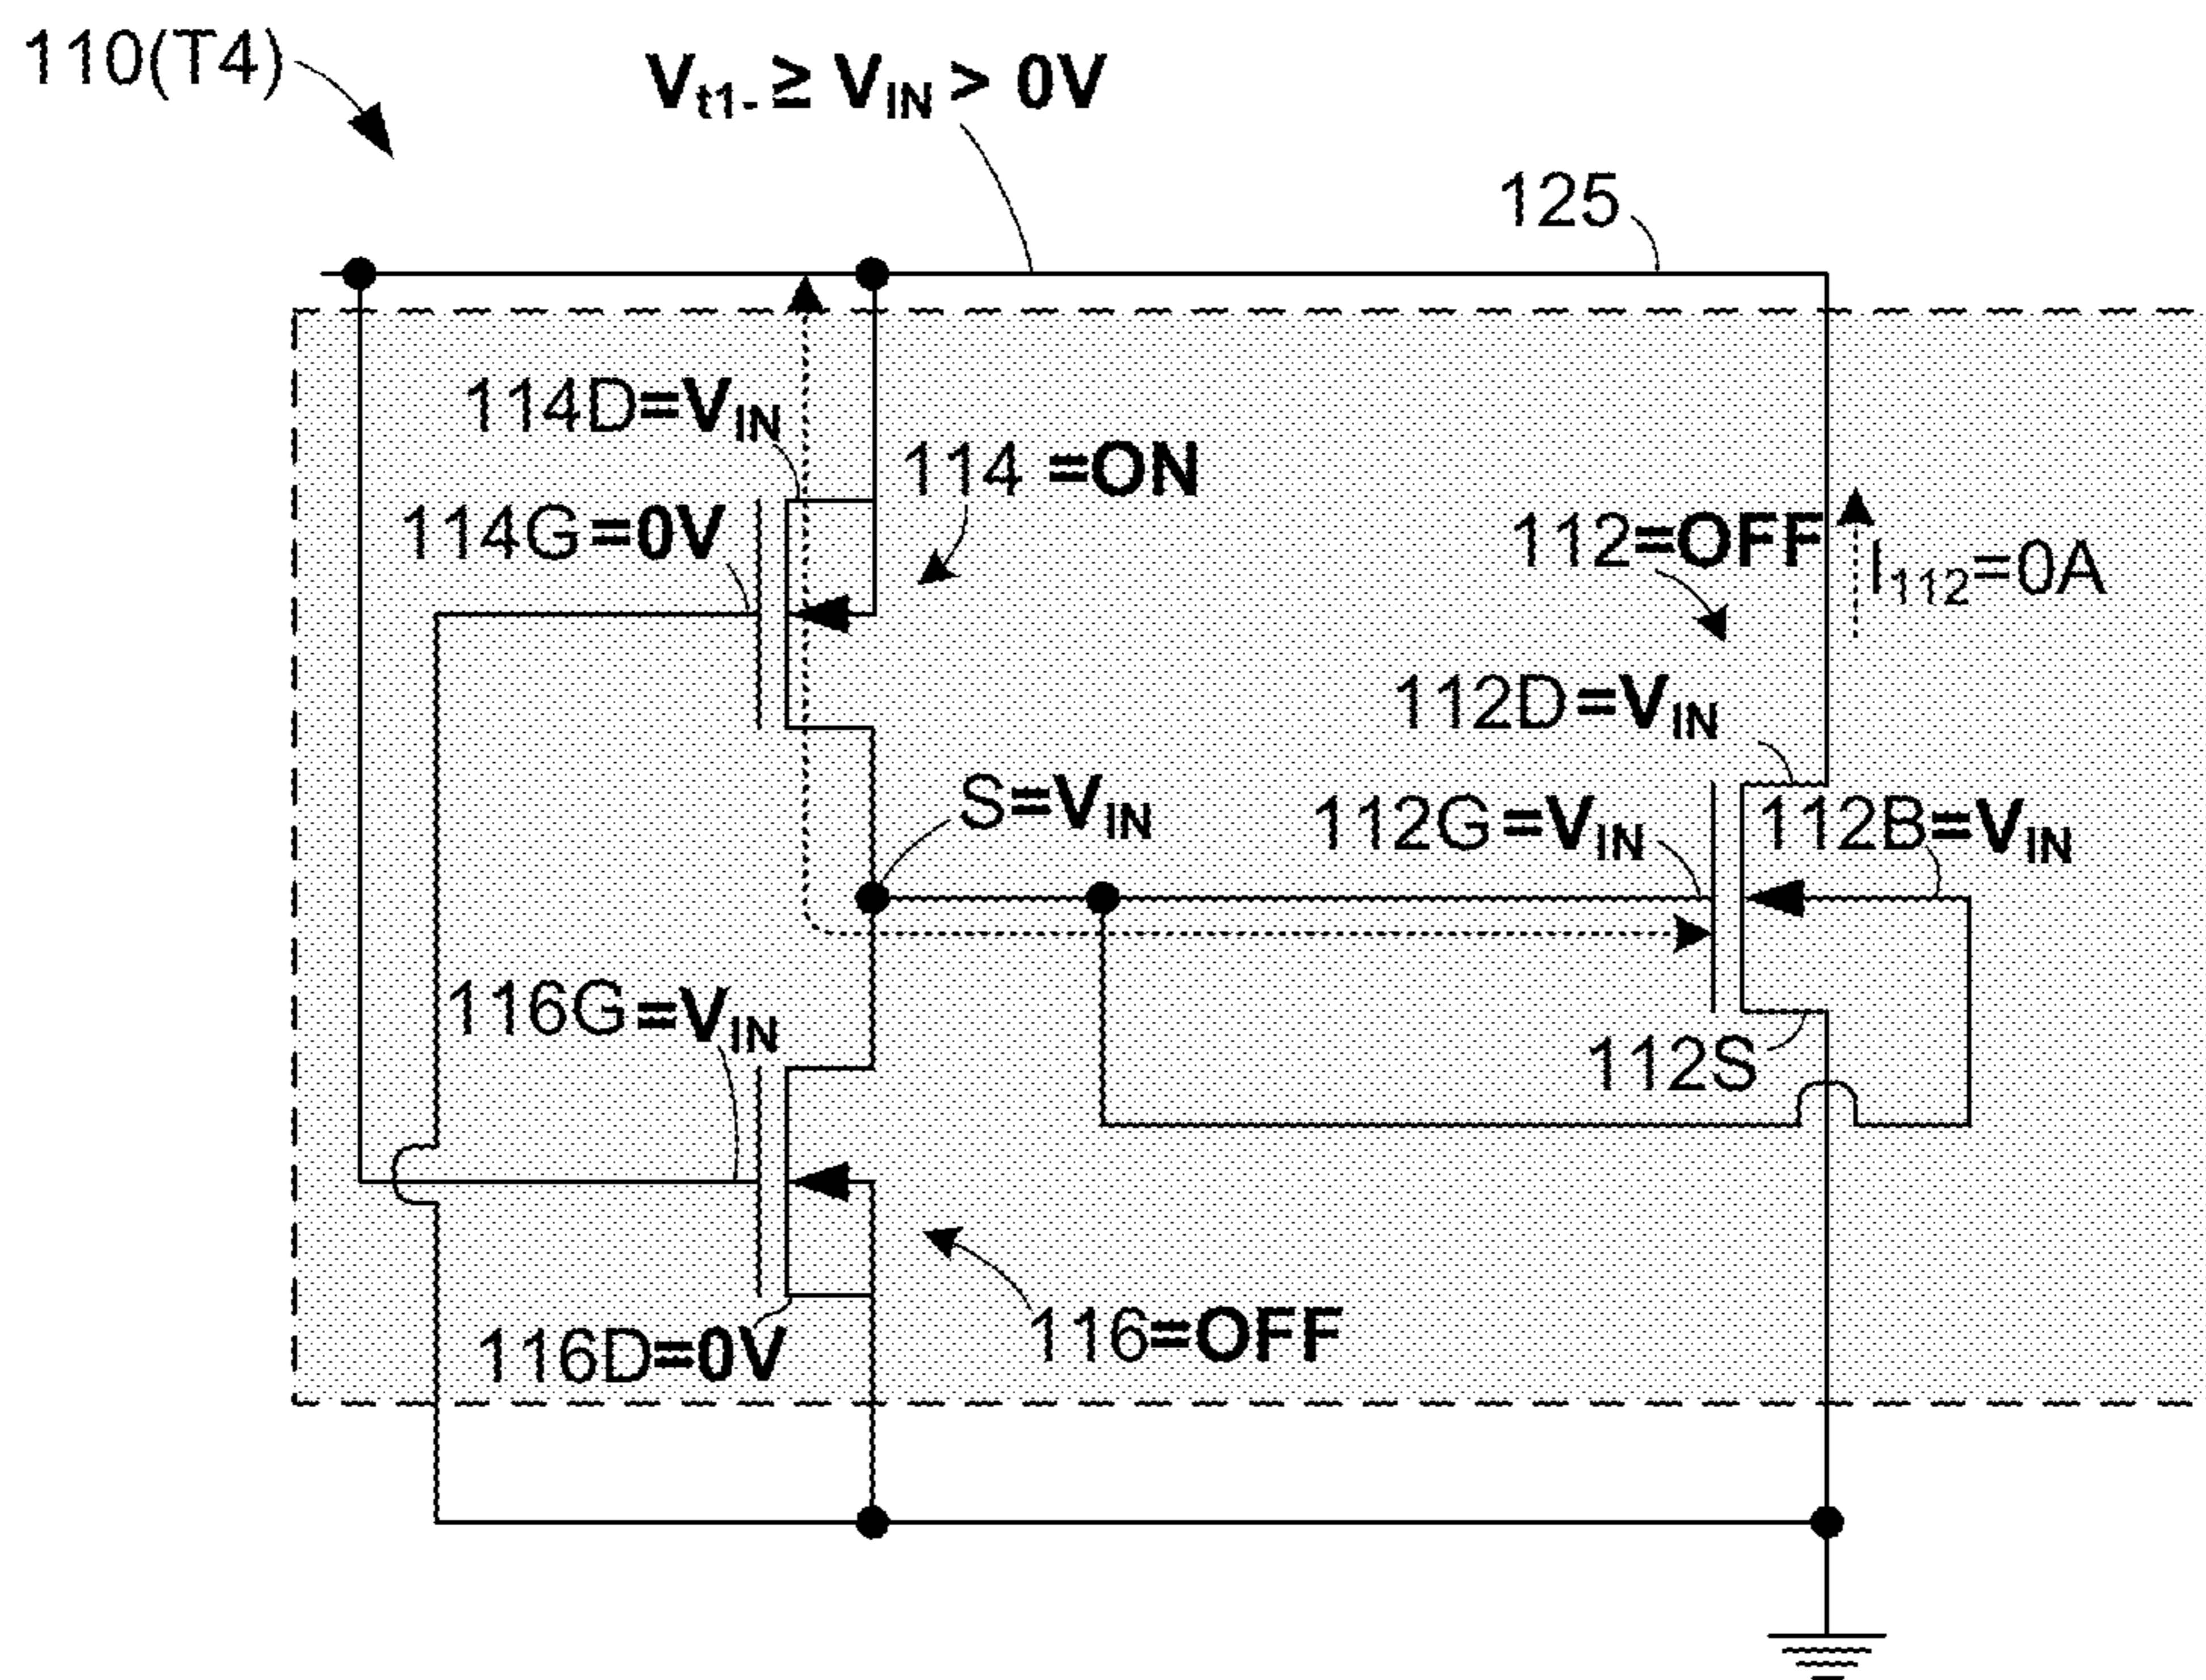 110(T4)
Vt1- ≥ VIN > 0V
125
114D=VIN
114 =ON
114G=0V
112=OFF
I112=0A
112D=VIN
S=VIN
112G=VIN
112B=VIN
116G=VIN
112S
116D=0V
116=OFF